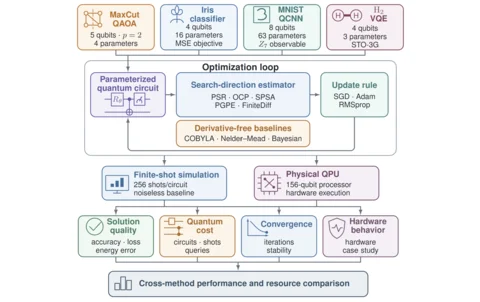 MaxCut
QAOA
5 qubits · p = 2
4 parameters
Iris
classifier
4 qubits
16 parameters
MSE objective
MNIST
QCNN
8 qubits
63 parameters
Z₇ observable
H₂
VQE
4 qubits
3 parameters
STO-3G
H H
Optimization loop
Parameterized
quantum circuit
Search-direction estimator
PSR · OCP · SPSA
PGPE · FiniteDiff
Update rule
SGD · Adam
RMSprop
Derivative-free baselines
COBYLA · Nelder–Mead · Bayesian
Finite-shot simulation
256 shots/circuit
noiseless baseline
Physical QPU
156-qubit processor
hardware execution
Solution
quality
accuracy · loss
energy error
Quantum
cost
circuits · shots
queries
Convergence
iterations
stability
Hardware
behavior
hardware
case study
Cross-method performance and resource comparison